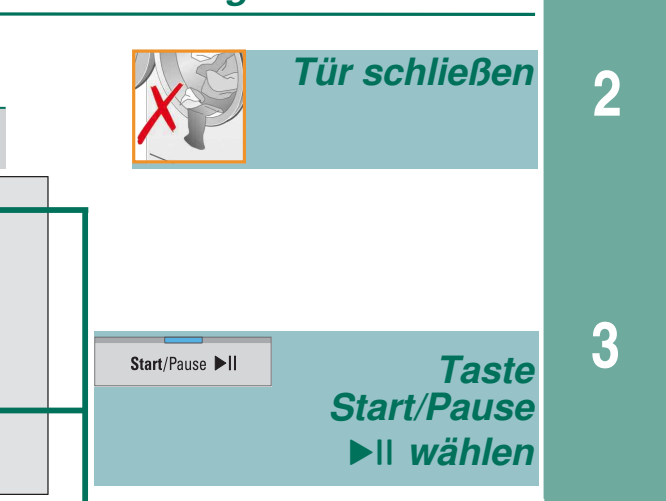 Tür schließen
2
Start/Pause ▶II
3
Taste
Start/Pause
▶II wählen